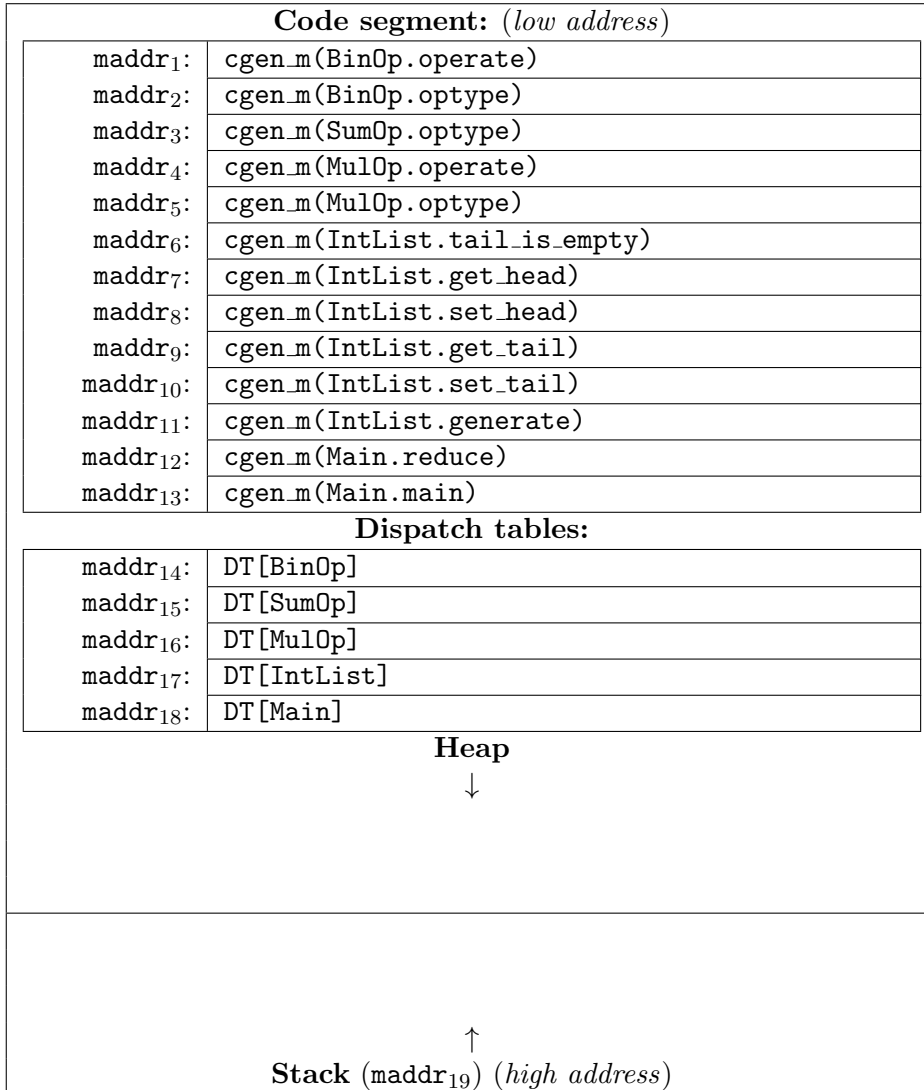 Code segment: (low address)
maddr₁: cgen_m(BinOp.operate)
maddr₂: cgen_m(BinOp.optype)
maddr₃: cgen_m(SumOp.optype)
maddr₄: cgen_m(MulOp.operate)
maddr₅: cgen_m(MulOp.optype)
maddr₆: cgen_m(IntList.tail_is_empty)
maddr₇: cgen_m(IntList.get_head)
maddr₈: cgen_m(IntList.set_head)
maddr₉: cgen_m(IntList.get_tail)
maddr₁₀: cgen_m(IntList.set_tail)
maddr₁₁: cgen_m(IntList.generate)
maddr₁₂: cgen_m(Main.reduce)
maddr₁₃: cgen_m(Main.main)
Dispatch tables:
maddr₁₄: DT[BinOp]
maddr₁₅: DT[SumOp]
maddr₁₆: DT[MulOp]
maddr₁₇: DT[IntList]
maddr₁₈: DT[Main]
Heap
↓
↑
Stack (maddr₁₉) (high address)